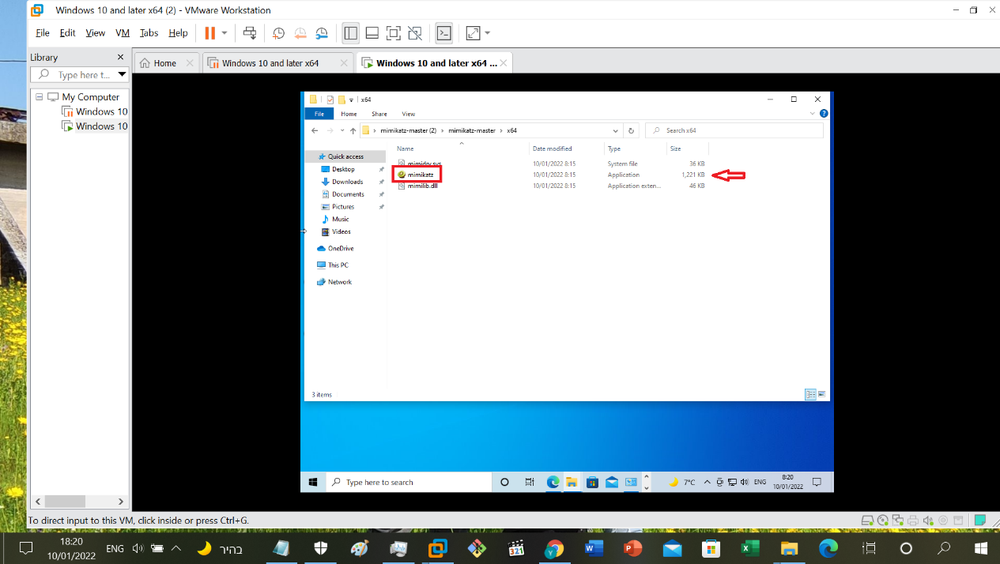 Windows 10 and later x64 (2) - VMware Workstation
File Edit View VM Tabs Help
Library
Type here t...
Home
Windows 10 and later x64
Windows 10 and later x64 ...
My Computer
Windows 10
Windows 10
x64
File Home Share View
mimikatz-master (2) mimikatz-master x64
Search x64
Name Date modified Type Size
Quick access
Desktop
Downloads
Documents
Pictures
Music
Videos
OneDrive
This PC
Network
mimidrv.sys 10/01/2022 8:15 System file 36 KB
mimikatz 10/01/2022 8:15 Application 1,221 KB
mimilib.dll 10/01/2022 8:15 Application exten... 46 KB
3 items
Type here to search
7°C
ENG
8:20
10/01/2022
To direct input to this VM, click inside or press Ctrl+G.
18:20
10/01/2022
ENG
בהיר
321
Y
W
P
X